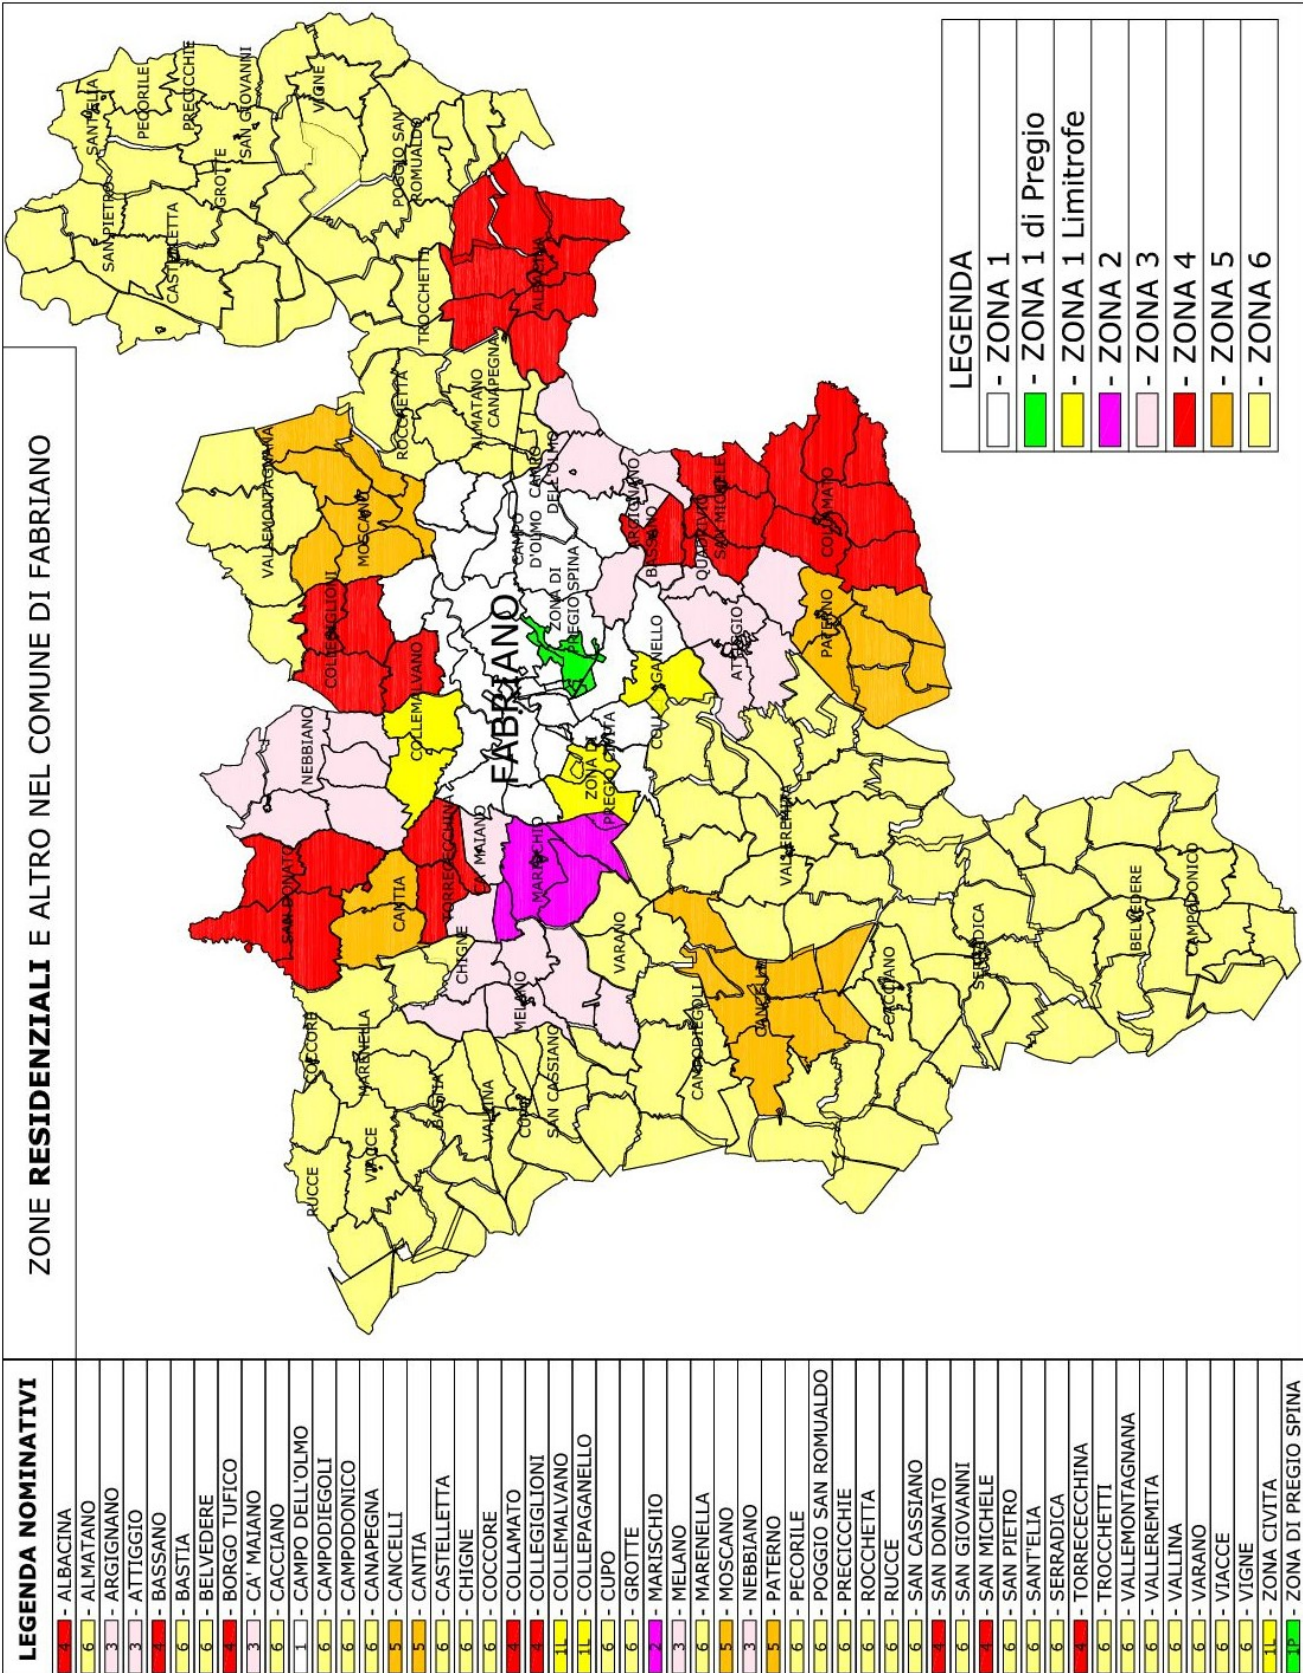 ZONE RESIDENZIALI E ALTRO NEL COMUNE DI FABRIANO
LEGENDA NOMINATIVI
4 - ALBACINA
6 - ALMATANO
3 - ARGIGNANO
3 - ATTIGGIO
4 - BASSANO
6 - BASTIA
6 - BELVEDERE
4 - BORGO TUFICO
3 - CA' MAIANO
6 - CACCIANO
1 - CAMPO DELL'OLMO
6 - CAMPODIEGOLI
6 - CAMPODONICO
6 - CANAPEGNA
5 - CANCELLI
5 - CANTIA
6 - CASTELLETTA
6 - CHIGNE
6 - COCCORE
4 - COLLAMATO
4 - COLLEGIGLIONI
1L - COLLEMALVANO
1L - COLLEPAGANELLO
6 - CUPO
6 - GROTTE
2 - MARISCHIO
3 - MELANO
6 - MARENELLA
5 - MOSCANO
3 - NEBBIANO
5 - PATERNO
6 - PECORILE
6 - POGGIO SAN ROMUALDO
6 - PRECICCHIE
6 - ROCCHETTA
6 - RUCCE
6 - SAN CASSIANO
4 - SAN DONATO
6 - SAN GIOVANNI
4 - SAN MICHELE
6 - SAN PIETRO
6 - SANT'ELIA
6 - SERRADICA
4 - TORRECECCHINA
6 - TROCCHETTI
6 - VALLEMONTAGNANA
6 - VALLEREMITA
6 - VALLINA
6 - VARANO
6 - VIACCE
6 - VIGNE
1L - ZONA CIVITA
1P - ZONA DI PREGIO SPINA
SANT'ELIA
PECORILE
PRECICCHIE
SAN GIOVANNI
VIGNE
SAN PIETRO
CASTELLETTA
GROTTE
POGGIO SAN
ROMUALDO
TROCCHETTI
ALBACINA
ROCCHETTA
ALMATANO
CANAPEGNA
VALLEMONTAGNANA
MOSCANO
CAMPO
DELL'OLMO
CAMPO
D'OLMO
ARGIGNANO
BASSANO
QUADRIVIO
SAN MICHELE
COLLAMATO
COLLEGIGLIONI
COLLEMALVANO
FABRIANO
ZONA DI
PREGIO SPINA
ATTIGGIO
PATERNO
NEBBIANO
ZONA DI
PREGIO CIVITA
SAN DONATO
CANTIA
TORRECECCHINA
CA' MAIANO
MARISCHIO
VALLEREMITA
CHIGNE
MELANO
VARANO
CANCELLI
CACCIANO
SERRADICA
BELVEDERE
CAMPODONICO
COCCORE
MARENELLA
BASTIA
VALLINA
CUPO
SAN CASSIANO
CAMPODIEGOLI
RUCCE
VIACCE
LEGENDA
- ZONA 1
- ZONA 1 di Pregio
- ZONA 1 Limitrofe
- ZONA 2
- ZONA 3
- ZONA 4
- ZONA 5
- ZONA 6